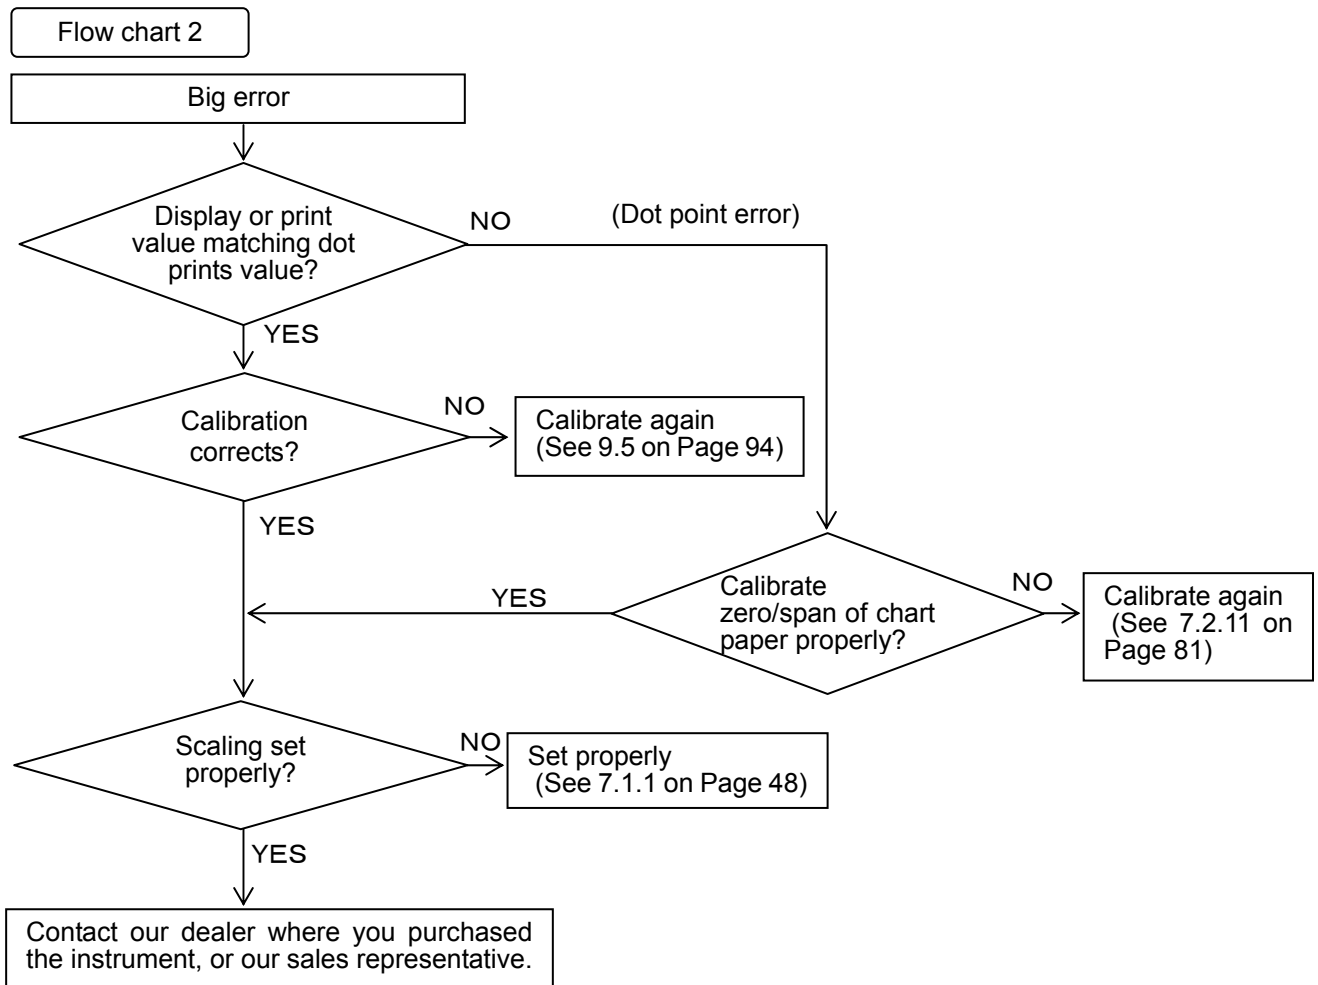 Flow chart 2
Big error
Display or print
value matching dot
prints value?
NO
(Dot point error)
YES
Calibration
corrects?
NO
Calibrate again
(See 9.5 on Page 94)
YES
Calibrate
zero/span of chart
paper properly?
YES
NO
Calibrate again
(See 7.2.11 on
Page 81)
Scaling set
properly?
NO
Set properly
(See 7.1.1 on Page 48)
YES
Contact our dealer where you purchased
the instrument, or our sales representative.